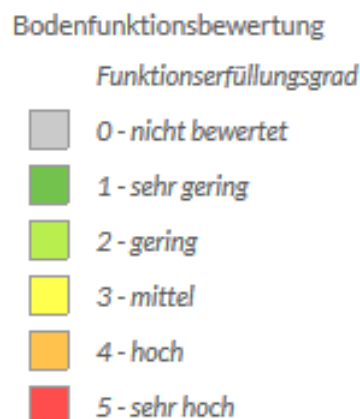 Bodenfunktionsbewertung
Funktionserfüllungsgrad
0 - nicht bewertet
1 - sehr gering
2 - gering
3 - mittel
4 - hoch
5 - sehr hoch